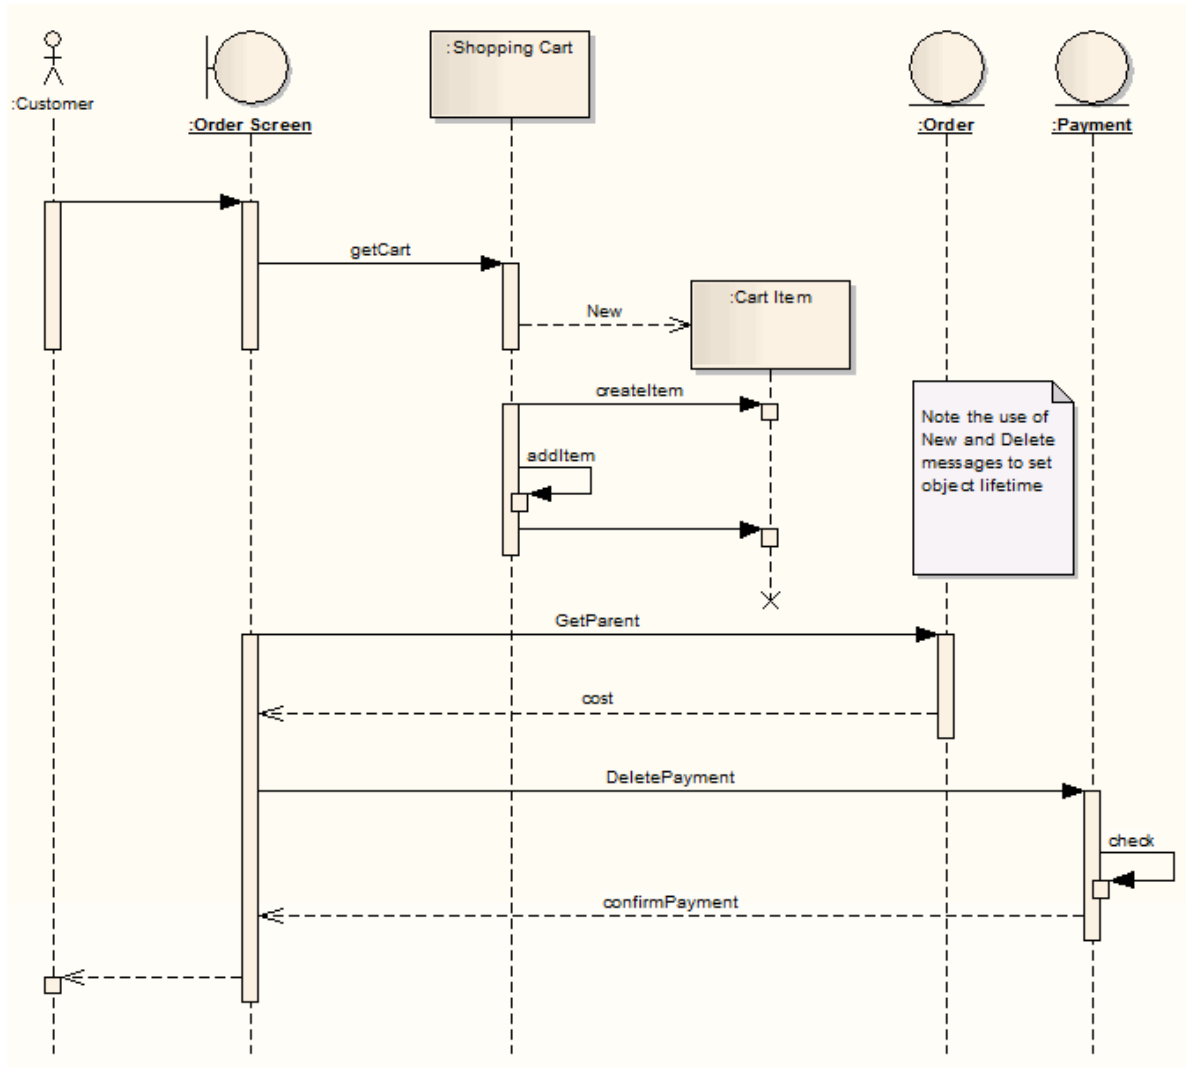 :Customer
:Order Screen
:Shopping Cart
:Order
:Payment
getCart
New
:Cart Item
createItem
addItem
Note the use of
New and Delete
messages to set
object lifetime
GetParent
cost
DeletePayment
check
confirmPayment